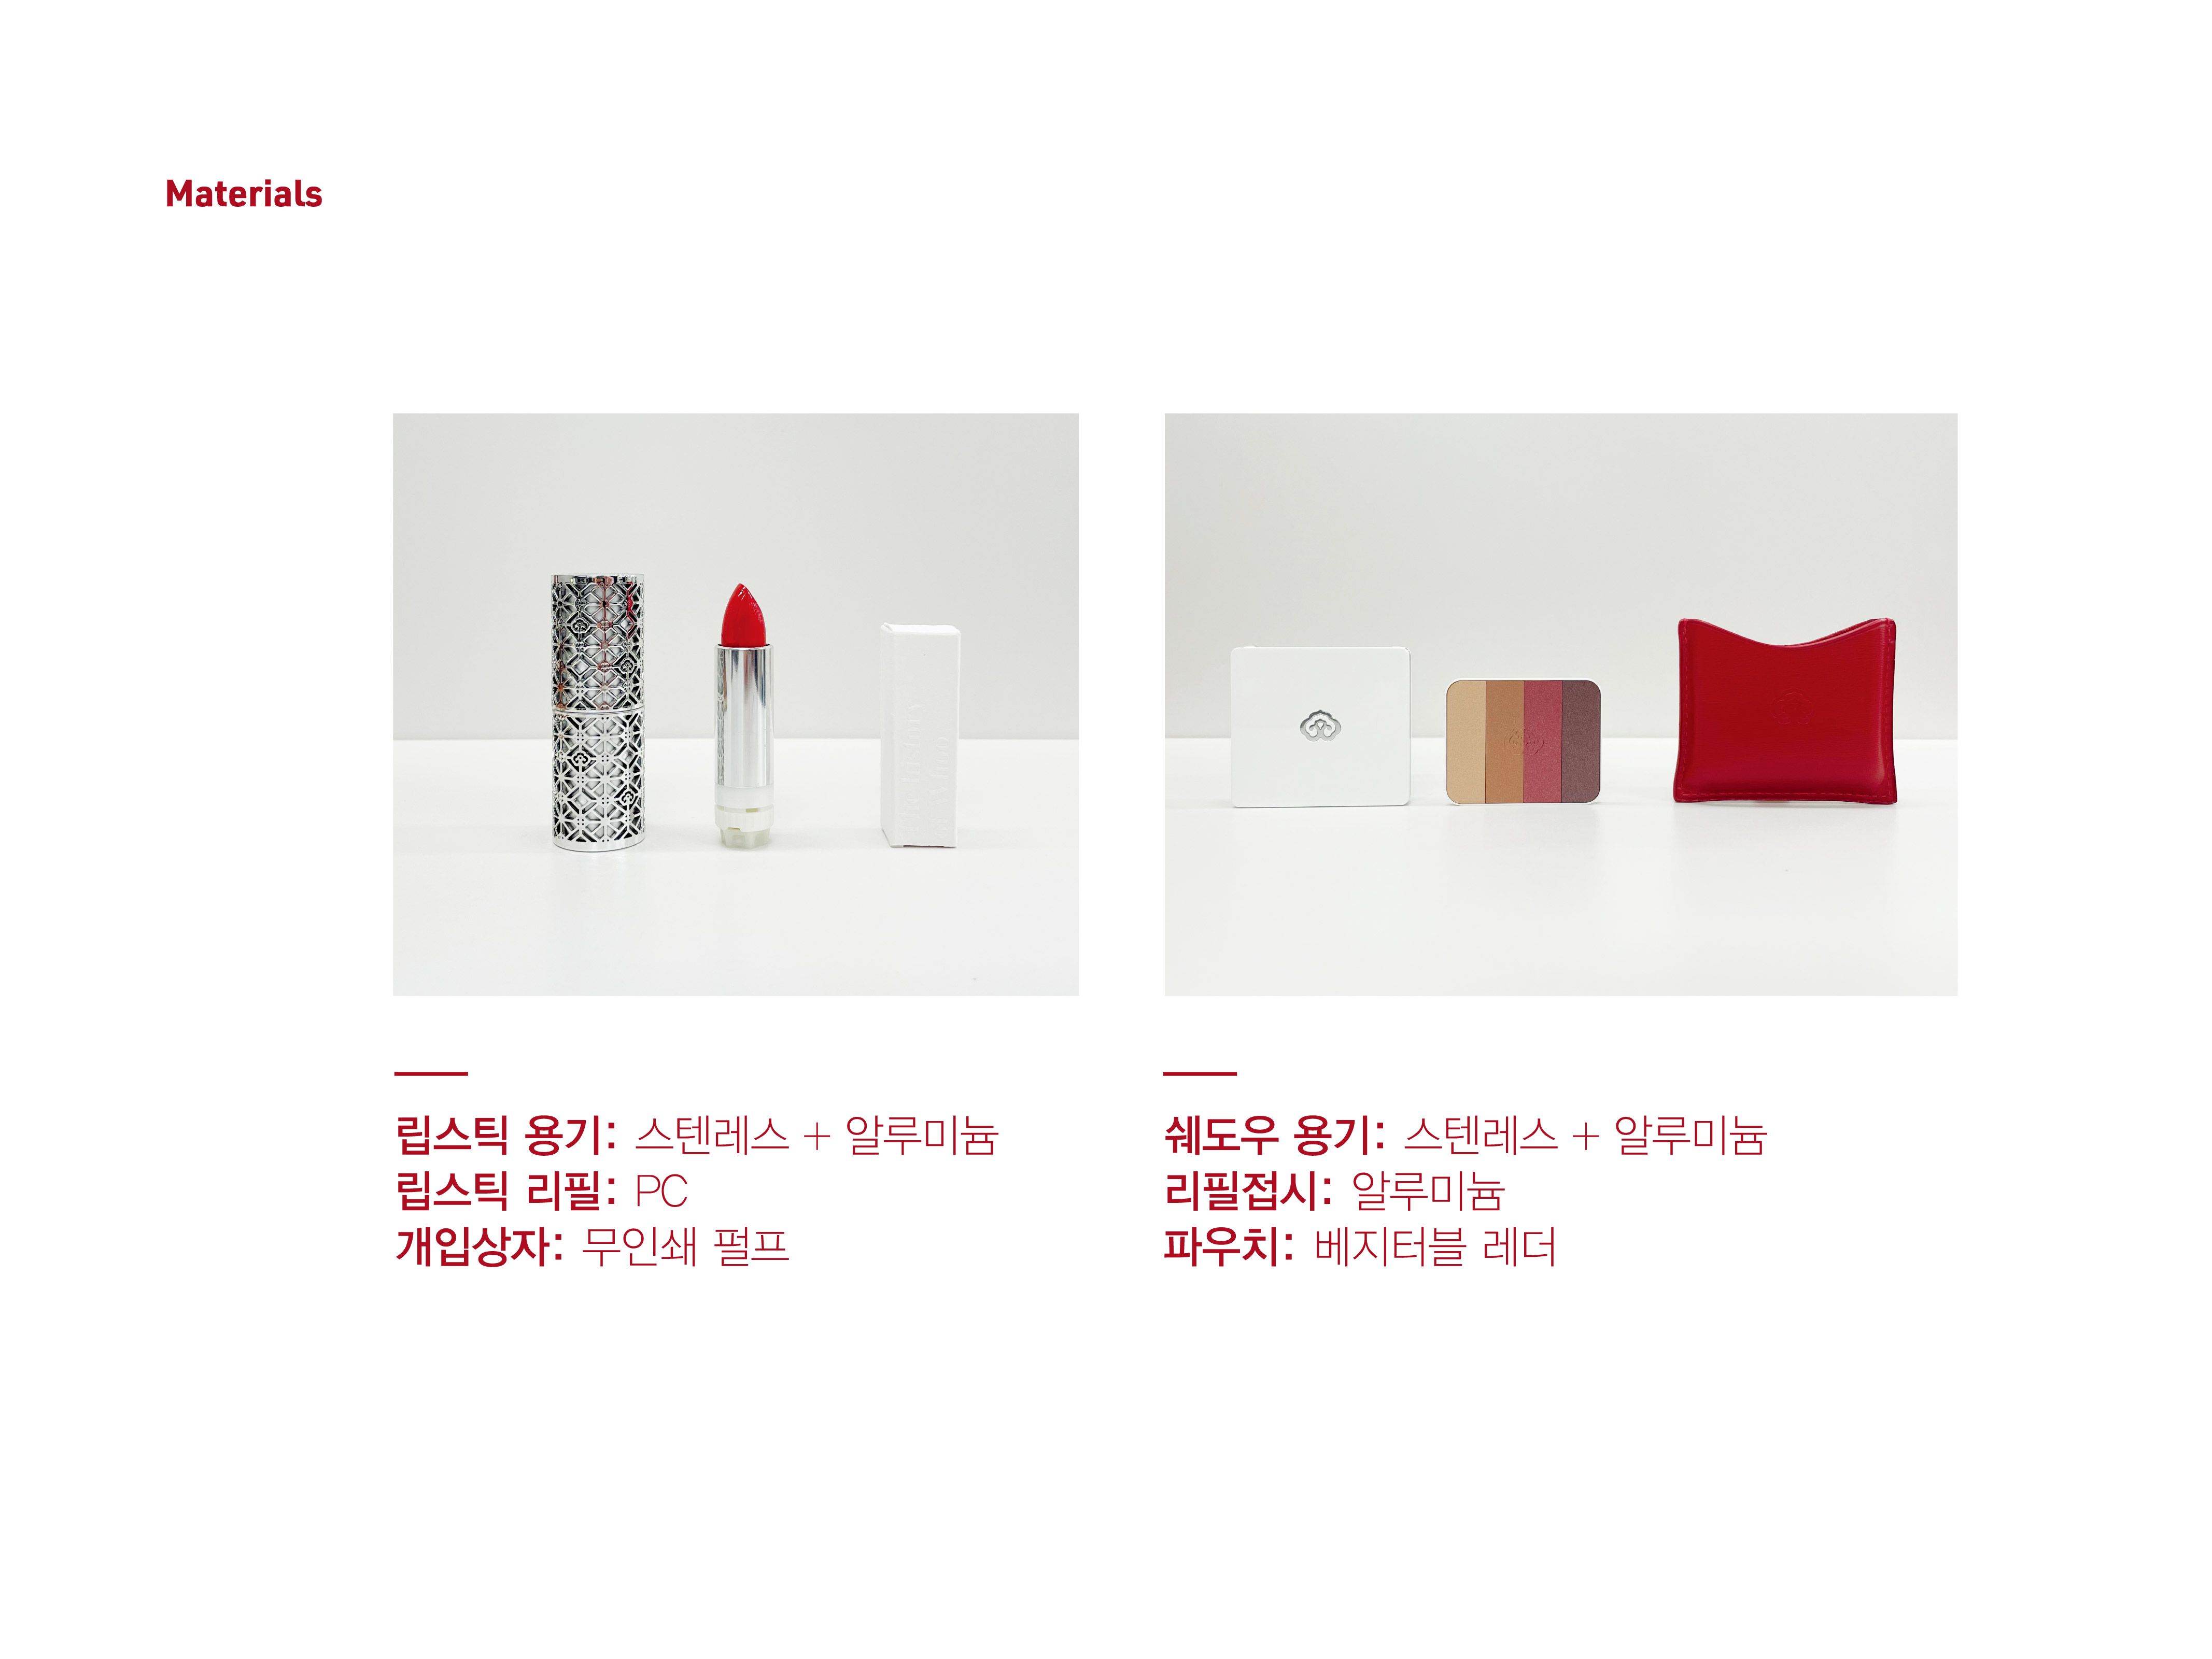 Materials
립스틱 용기: 스텐레스 + 알루미늄
립스틱 리필: PC
개입상자: 무인쇄 펄프
쉐도우 용기: 스텐레스 + 알루미늄
리필접시: 알루미늄
파우치: 베지터블 레더